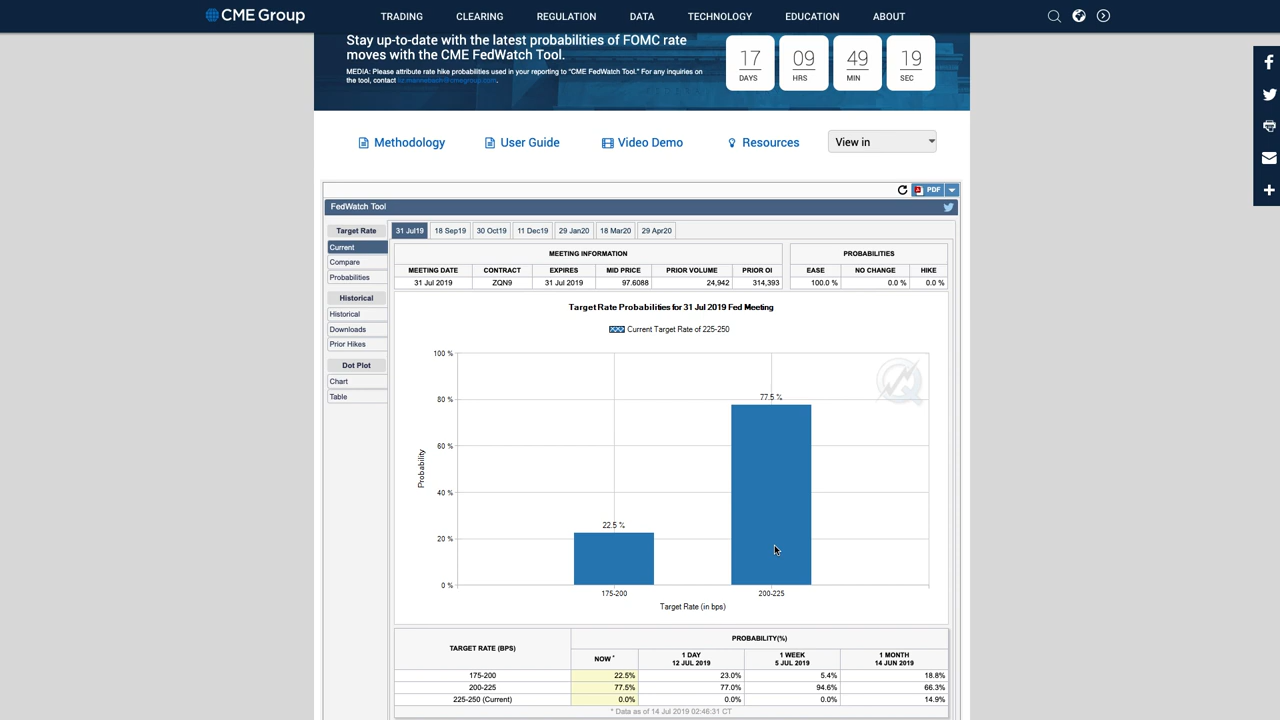 CME Group
TRADING CLEARING REGULATION DATA TECHNOLOGY EDUCATION ABOUT
Stay up-to-date with the latest probabilities of FOMC rate
moves with the CME FedWatch Tool.
MEDIA: Please attribute rate hike probabilities used in your reporting to “CME FedWatch Tool.” For any inquiries on
the tool, contact
17 09 49 19
DAYS HRS MIN SEC
Methodology User Guide Video Demo Resources View in
PDF
FedWatch Tool
Target Rate
Current
Compare
Probabilities
Historical
Historical
Downloads
Prior Hikes
Dot Plot
Chart
Table
31 Jul19 18 Sep19 30 Oct19 11 Dec19 29 Jan20 18 Mar20 29 Apr20
MEETING INFORMATION
MEETING DATE CONTRACT EXPIRES MID PRICE PRIOR VOLUME PRIOR OI
31 Jul 2019 ZQN9 31 Jul 2019 97.6088 24,942 314,393
PROBABILITIES
EASE NO CHANGE HIKE
100.0 % 0.0 % 0.0 %
Target Rate Probabilities for 31 Jul 2019 Fed Meeting
Current Target Rate of 225-250
100 %
80 %
60 %
40 %
20 %
0 %
Probability
22.5 %
77.5 %
175-200 200-225
Target Rate (in bps)
TARGET RATE (BPS) PROBABILITY(%)
NOW * 1 DAY 12 JUL 2019 1 WEEK 5 JUL 2019 1 MONTH 14 JUN 2019
175-200 22.5% 23.0% 5.4% 18.8%
200-225 77.5% 77.0% 94.6% 66.3%
225-250 (Current) 0.0% 0.0% 0.0% 14.9%
* Data as of 14 Jul 2019 02:46:31 CT